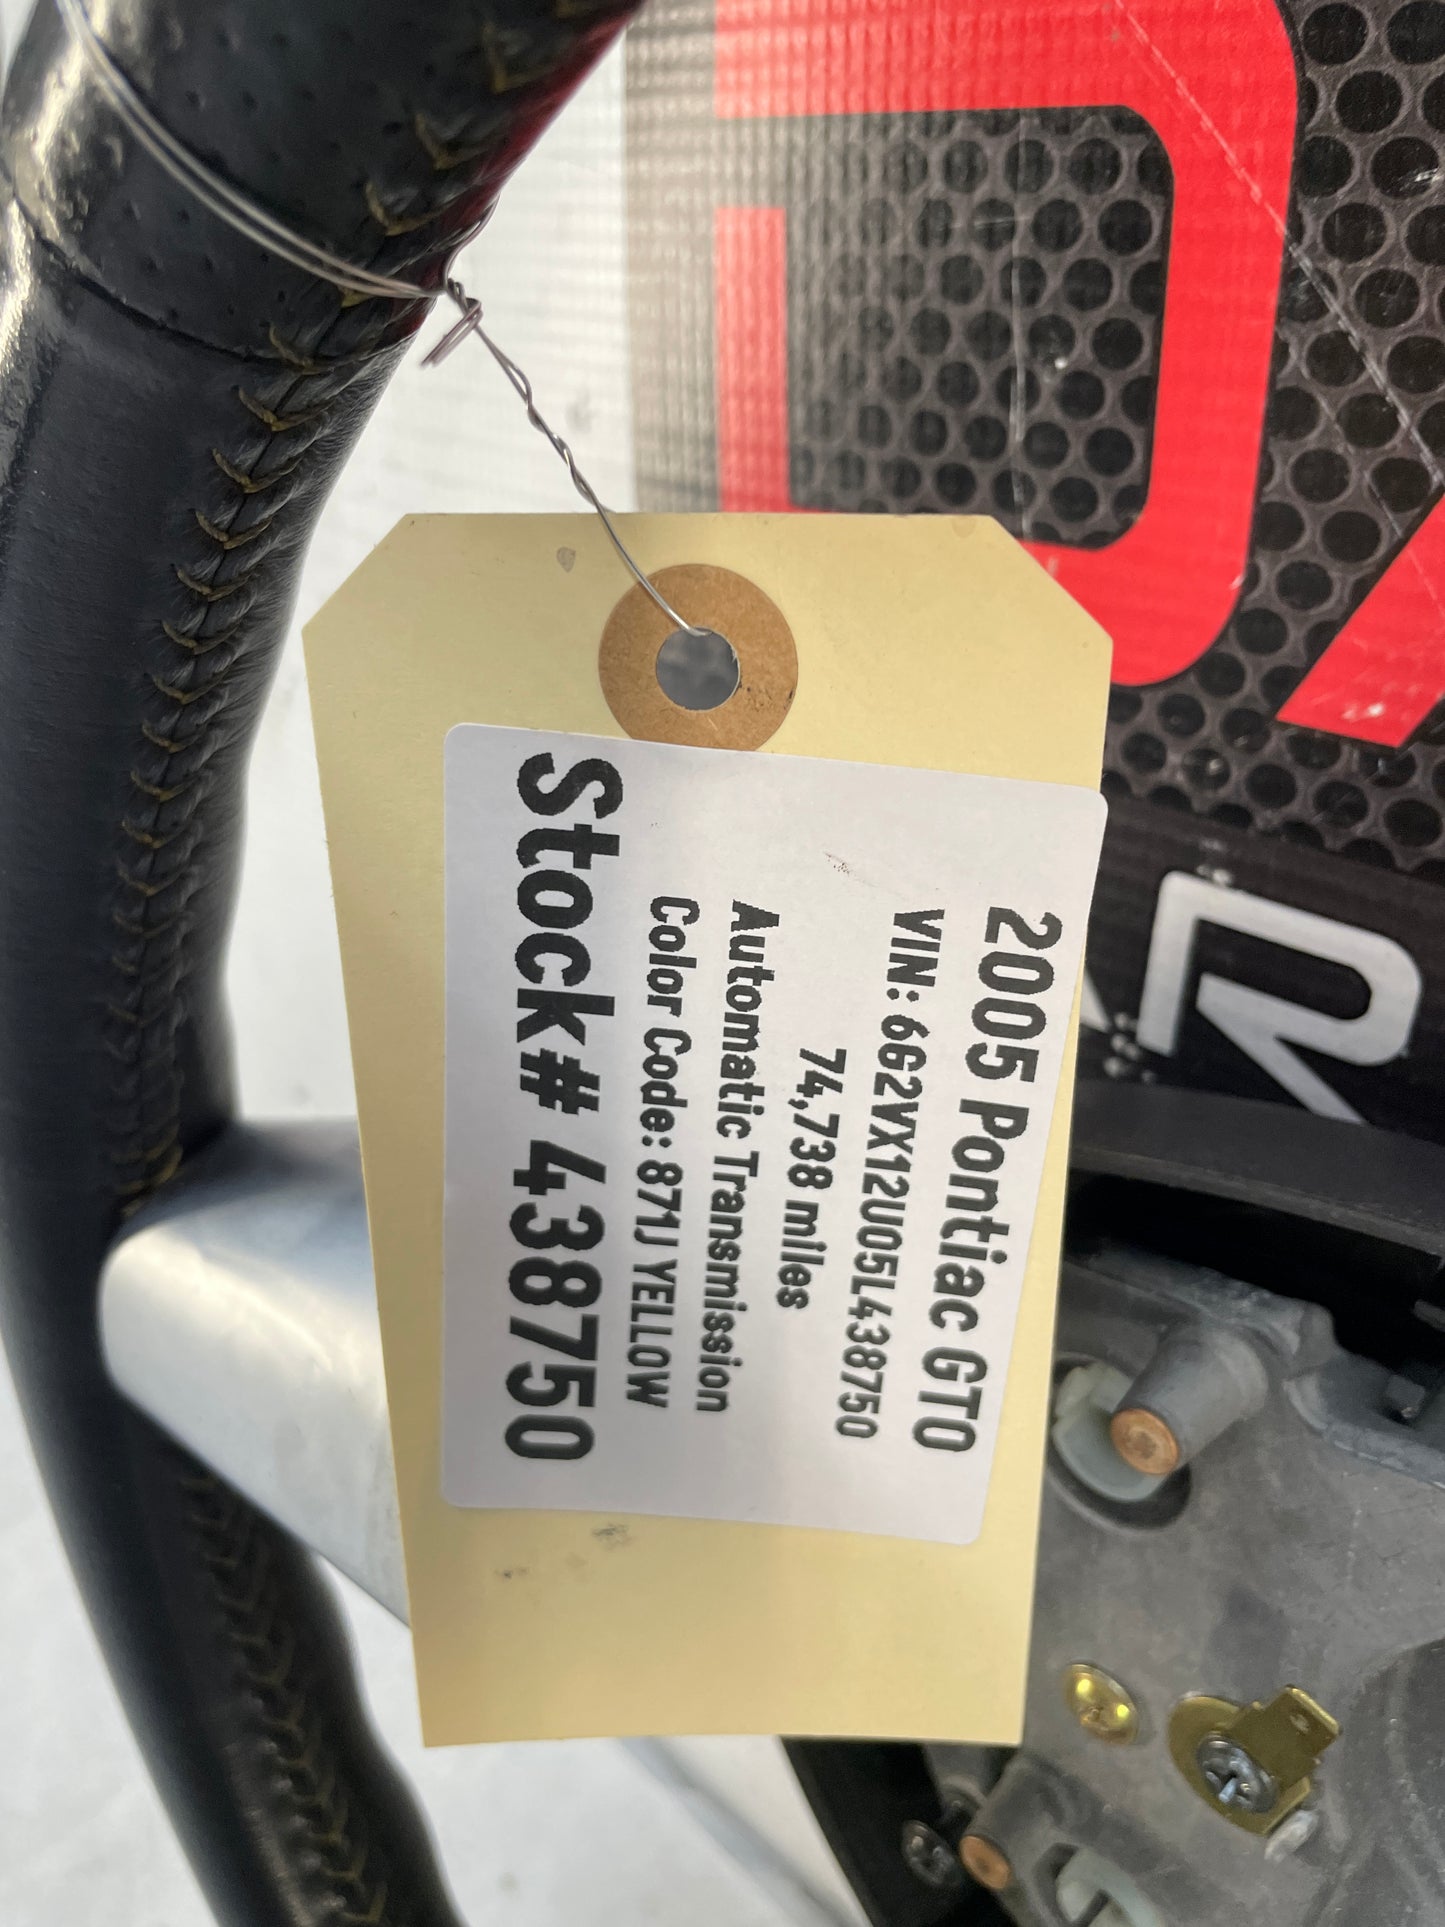 2005 Pontiac GTO
VIN: 6G2VX12U05L438750
74,738 miles
Automatic Transmission
Color Code: 871J YELLOW
Stock# 438750